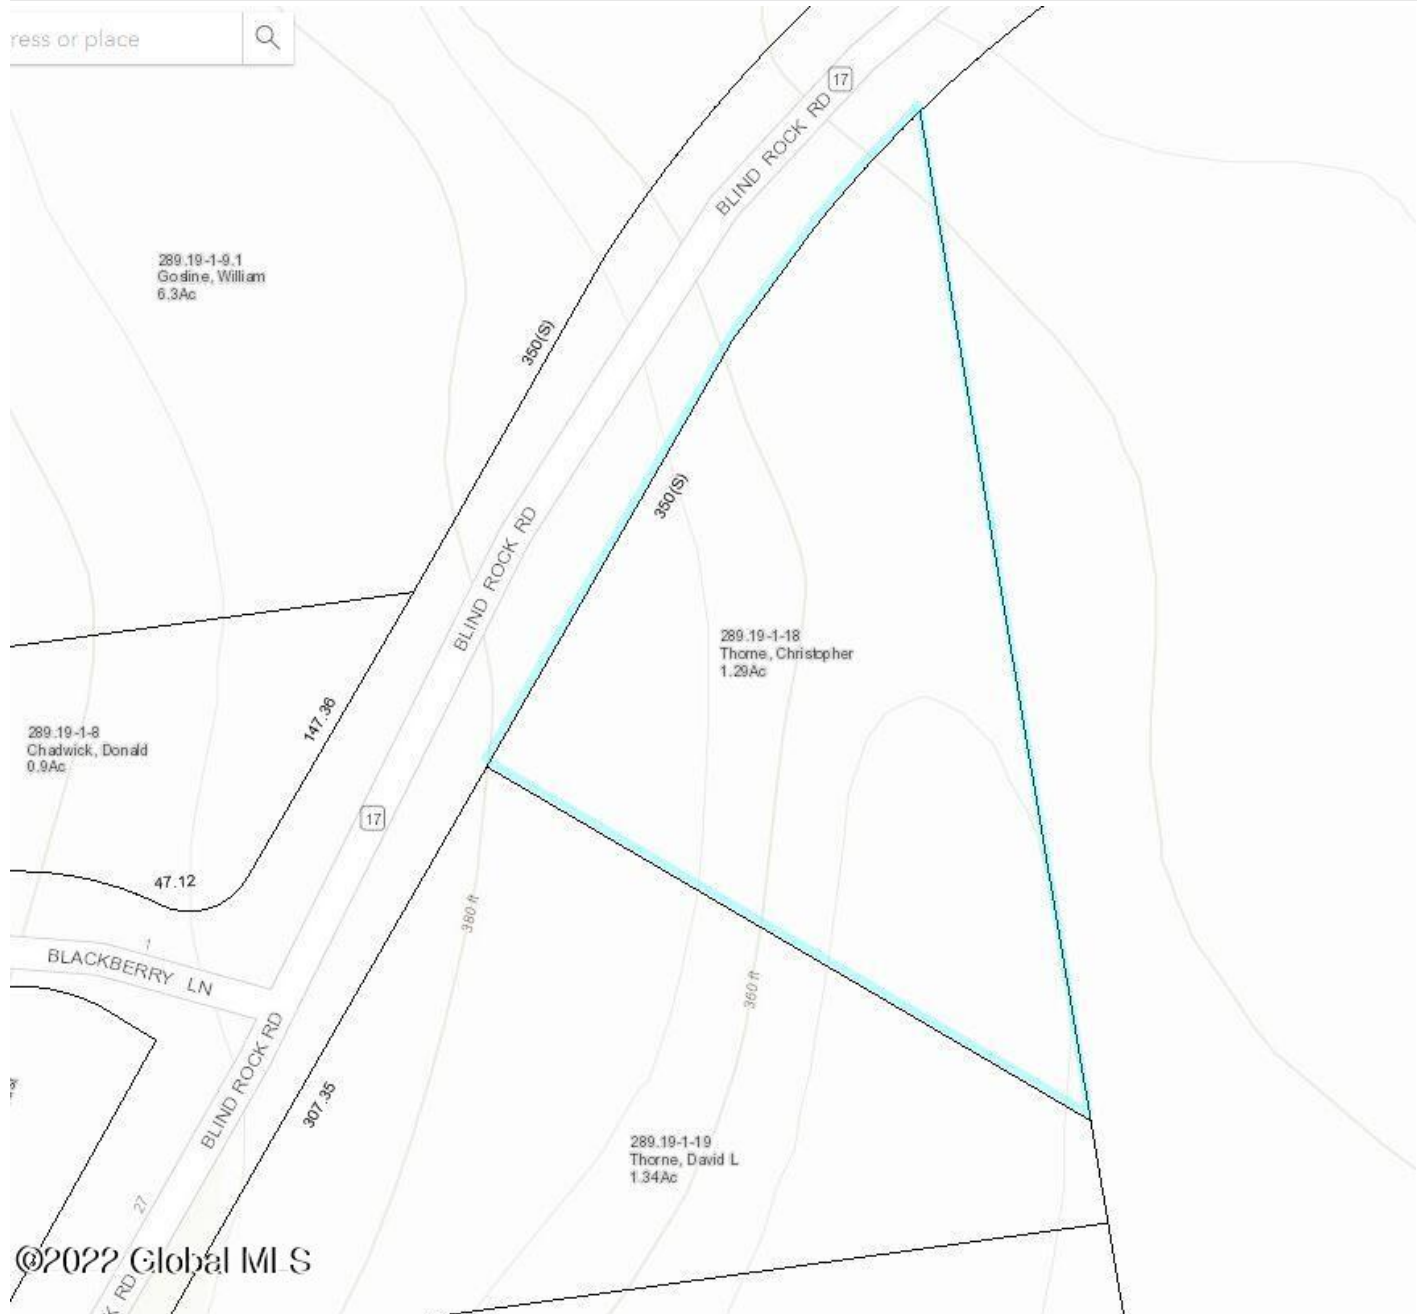 ress or place
17
BLIND ROCK RD
289.19-1-9.1
Gosline, William
6.3Ac
350(S)
350(S)
BLIND ROCK RD
289.19-1-18
Thorne, Christopher
1.29Ac
147.36
289.19-1-8
Chadwick, Donald
0.9Ac
17
47.12
380 ft
1
BLACKBERRY LN
360 ft
BLIND ROCK RD
307.35
289.19-1-19
Thorne, David L
1.34Ac
27
©2022 Global MLS
K RD